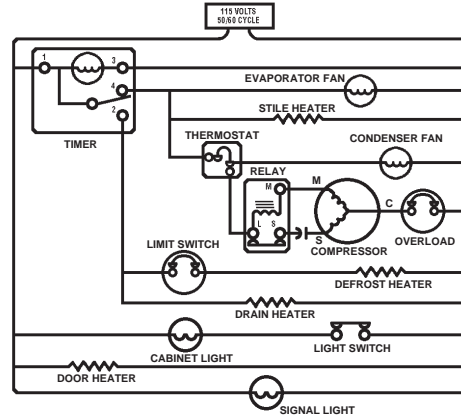 115 VOLTS
50/60 CYCLE
1
3
4
2
TIMER
EVAPORATOR FAN
STILE HEATER
THERMOSTAT
CONDENSER FAN
RELAY
M
M
L
S
S
C
COMPRESSOR
OVERLOAD
LIMIT SWITCH
DEFROST HEATER
DRAIN HEATER
CABINET LIGHT
LIGHT SWITCH
DOOR HEATER
SIGNAL LIGHT